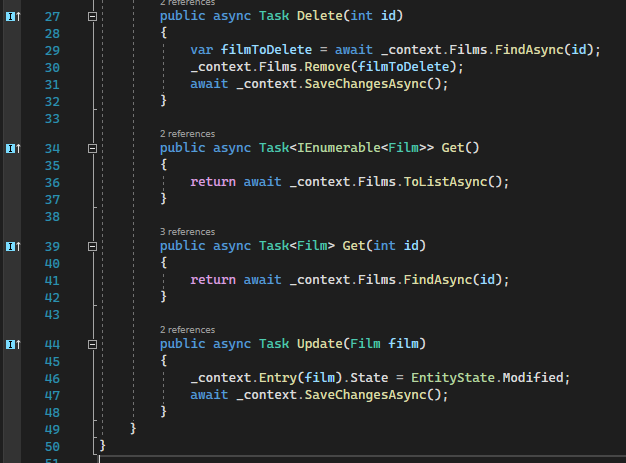 2 references
27 public async Task Delete(int id)
28 {
29 var filmToDelete = await _context.Films.FindAsync(id);
30 _context.Films.Remove(filmToDelete);
31 await _context.SaveChangesAsync();
32 }
33
2 references
34 public async Task<IEnumerable<Film>> Get()
35 {
36 return await _context.Films.ToListAsync();
37 }
38
3 references
39 public async Task<Film> Get(int id)
40 {
41 return await _context.Films.FindAsync(id);
42 }
43
2 references
44 public async Task Update(Film film)
45 {
46 _context.Entry(film).State = EntityState.Modified;
47 await _context.SaveChangesAsync();
48 }
49 }
50 }
51